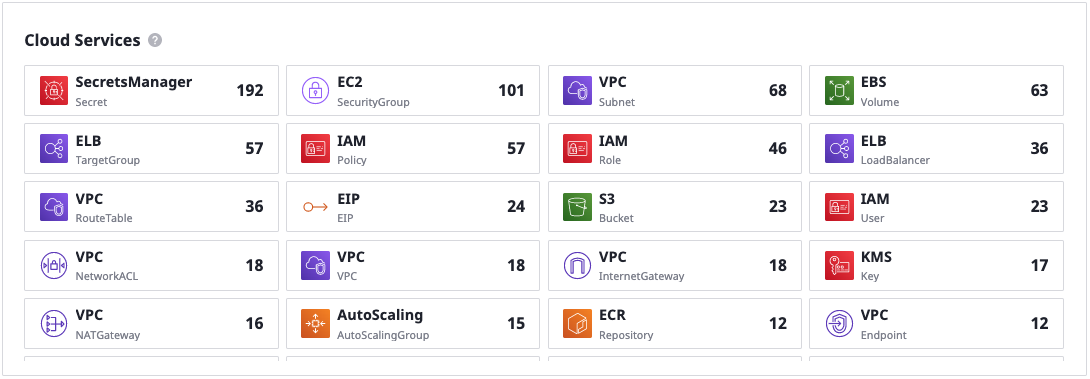 Cloud Services ?
SecretsManager
Secret
192
EC2
SecurityGroup
101
VPC
Subnet
68
EBS
Volume
63
ELB
TargetGroup
57
IAM
Policy
57
IAM
Role
46
ELB
LoadBalancer
36
VPC
RouteTable
36
EIP
EIP
24
S3
Bucket
23
IAM
User
23
VPC
NetworkACL
18
VPC
VPC
18
VPC
InternetGateway
18
KMS
Key
17
VPC
NATGateway
16
AutoScaling
AutoScalingGroup
15
ECR
Repository
12
VPC
Endpoint
12